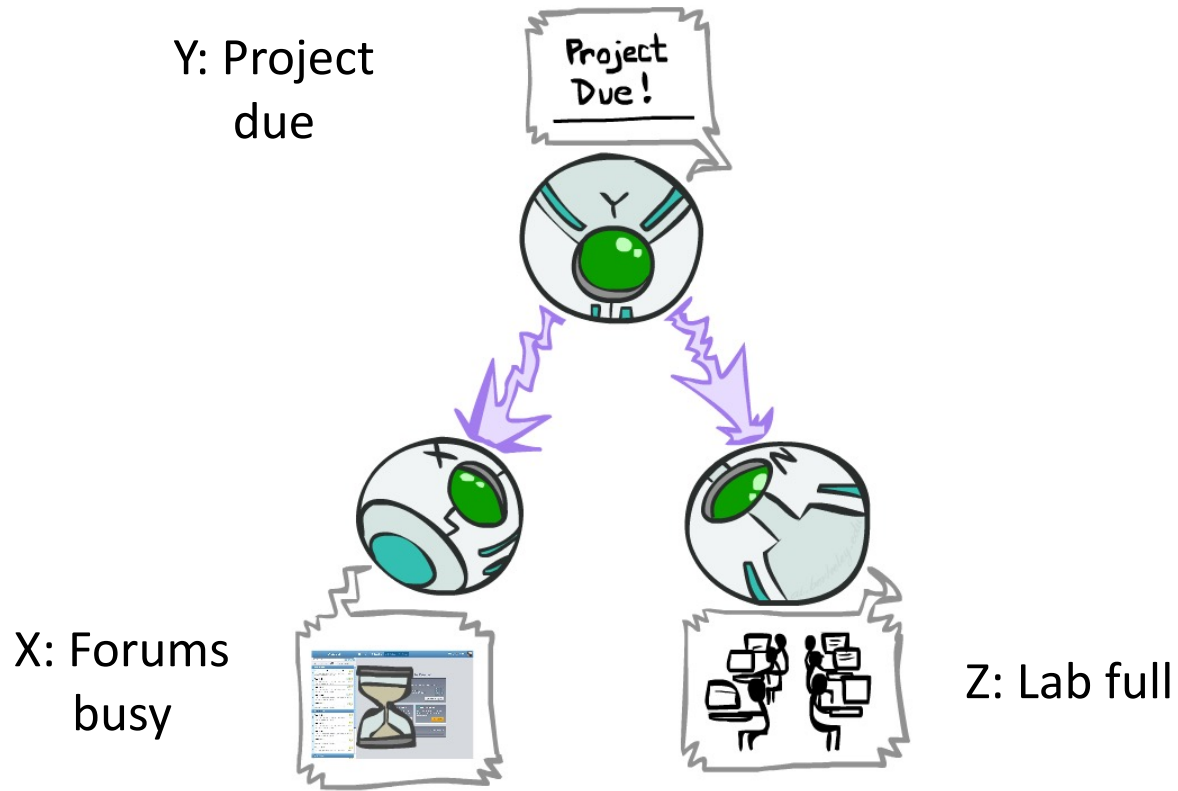 Y: Project
due
Project
Due!
Y
X
Z
X: Forums
busy
Z: Lab full